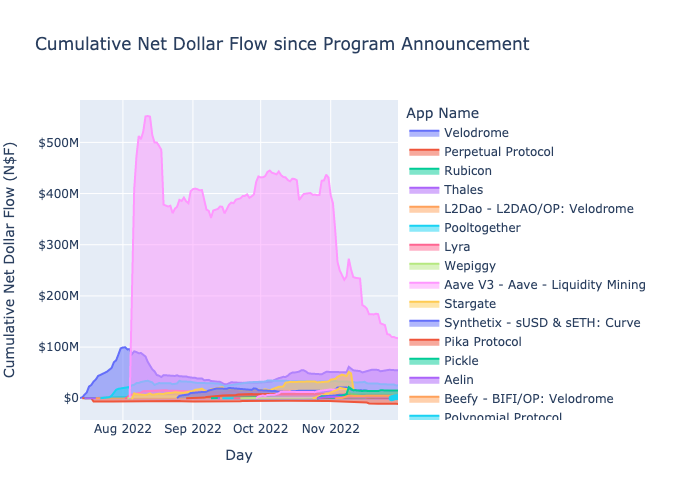 Cumulative Net Dollar Flow since Program Announcement
Cumulative Net Dollar Flow (N$F)
$500M
$400M
$300M
$200M
$100M
$0
Aug 2022
Sep 2022
Oct 2022
Nov 2022
Day
App Name
Velodrome
Perpetual Protocol
Rubicon
Thales
L2Dao - L2DAO/OP: Velodrome
Pooltogether
Lyra
Wepiggy
Aave V3 - Aave - Liquidity Mining
Stargate
Synthetix - sUSD & sETH: Curve
Pika Protocol
Pickle
Aelin
Beefy - BIFI/OP: Velodrome
Polynomial Protocol